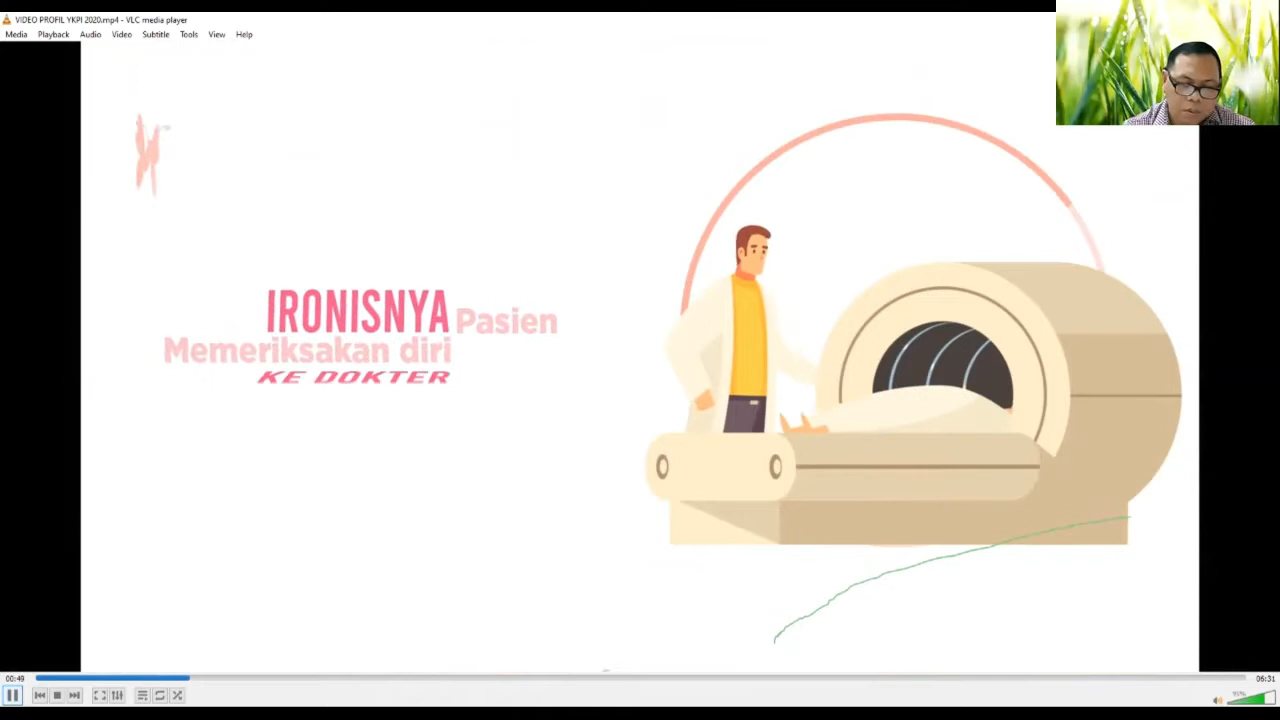 VIDEO PROFIL YKPI 2020.mp4 - VLC media player
Media Playback Audio Video Subtitle Tools View Help
IRONISNYA Pasien
Memeriksakan diri
KE DOKTER
00:49
06:31
95%